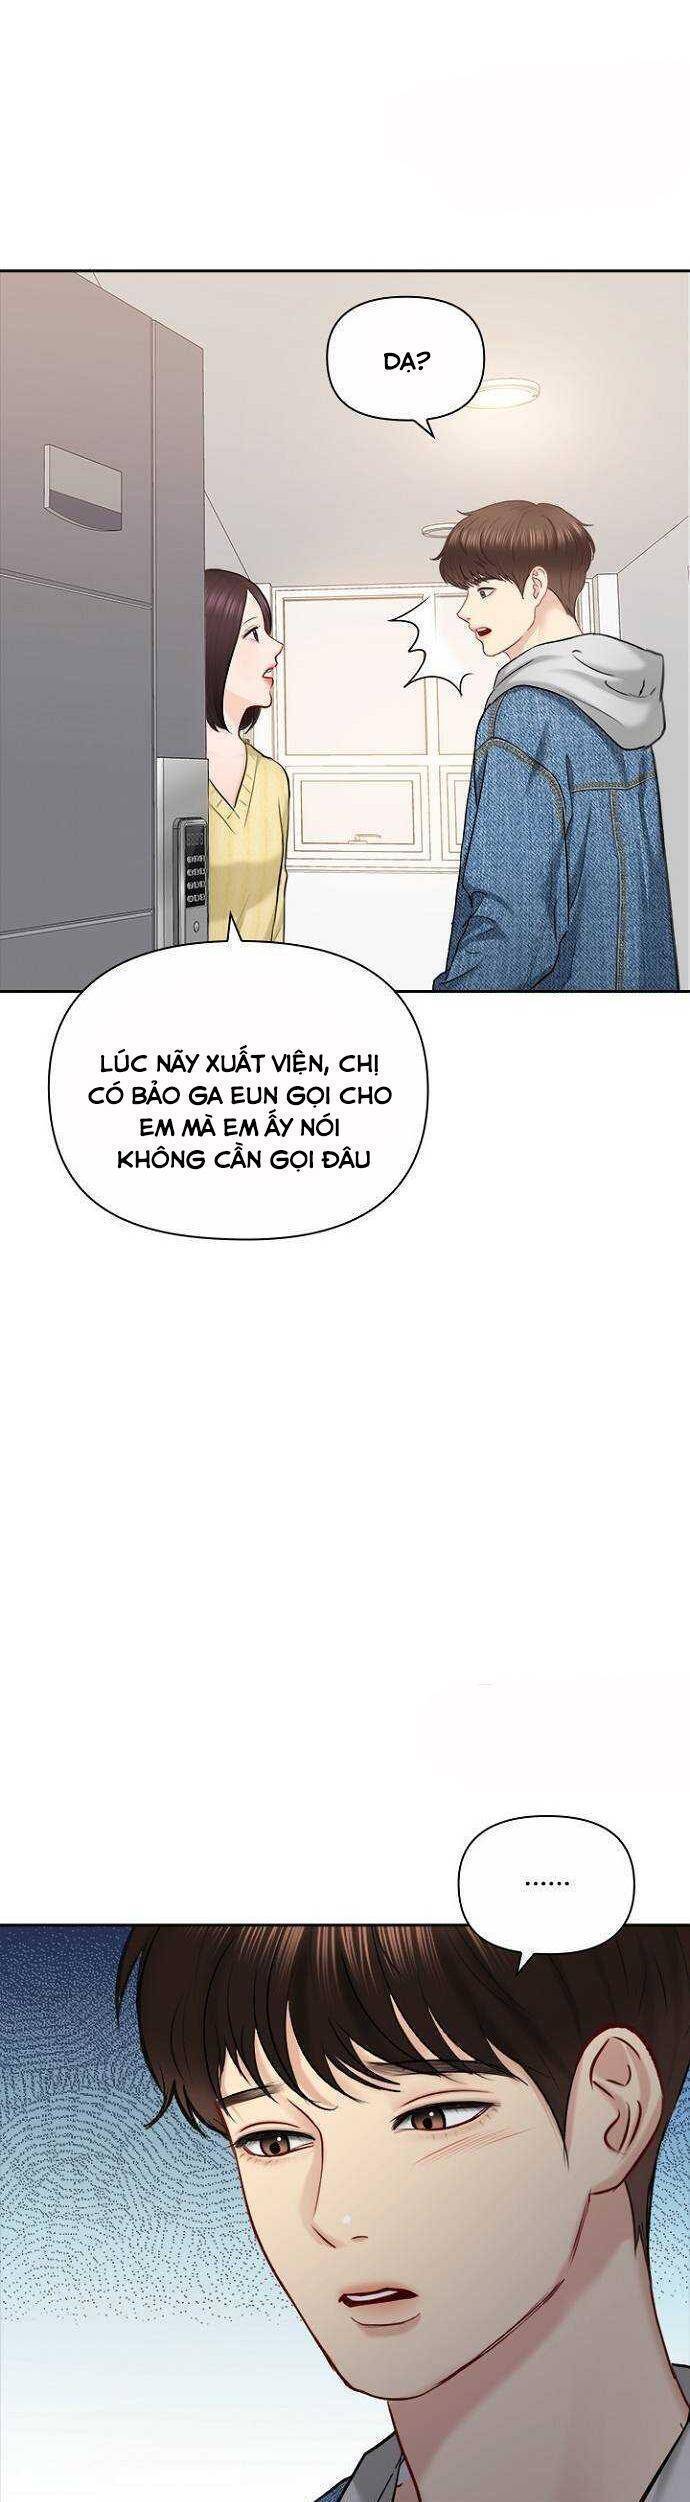 DẠ?
LÚC NÃY XUẤT VIỆN, CHỊ
CÓ BẢO GA EUN GỌI CHO
EM MÀ EM ẤY NÓI
KHÔNG CẦN GỌI ĐÂU
......